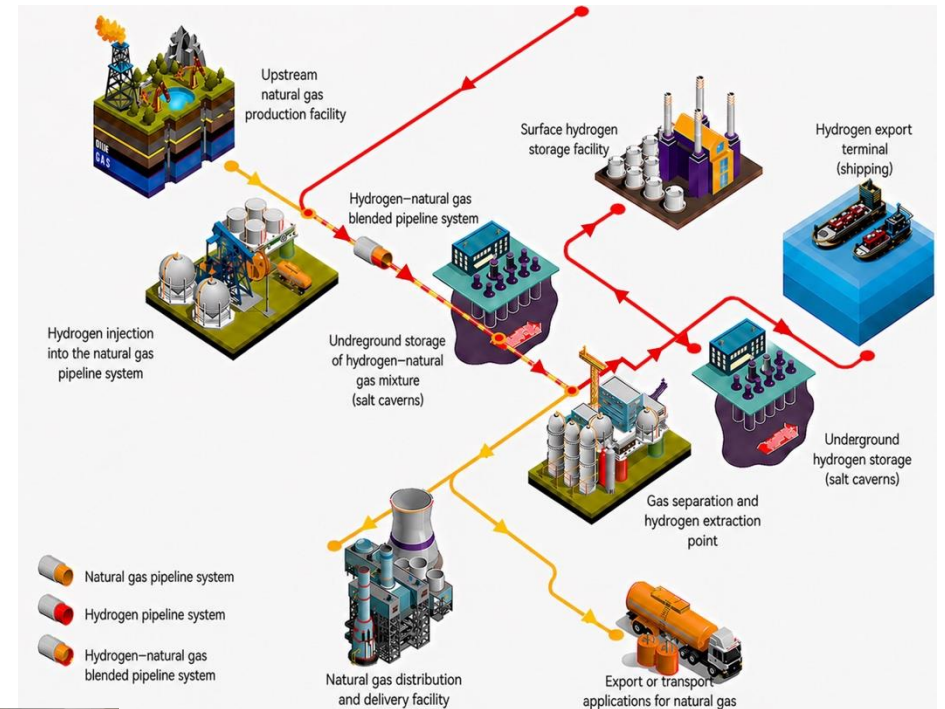 Upstream
natural gas
production facility
OIUE
GAS
Surface hydrogen
storage facility
Hydrogen export
terminal
(shipping)
Hydrogen–natural gas
blended pipeline system
Hydrogen injection
into the natural gas
pipeline system
Undreground storage
of hydrogen–natural
gas mixture
(salt caverns)
Underground
hydrogen storage
(salt caverns)
Gas separation and
hydrogen extraction
point
Natural gas pipeline system
Hydrogen pipeline system
Hydrogen–natural gas
blended pipeline system
Natural gas distribution
and delivery facility
Export or transport
applications for natural gas